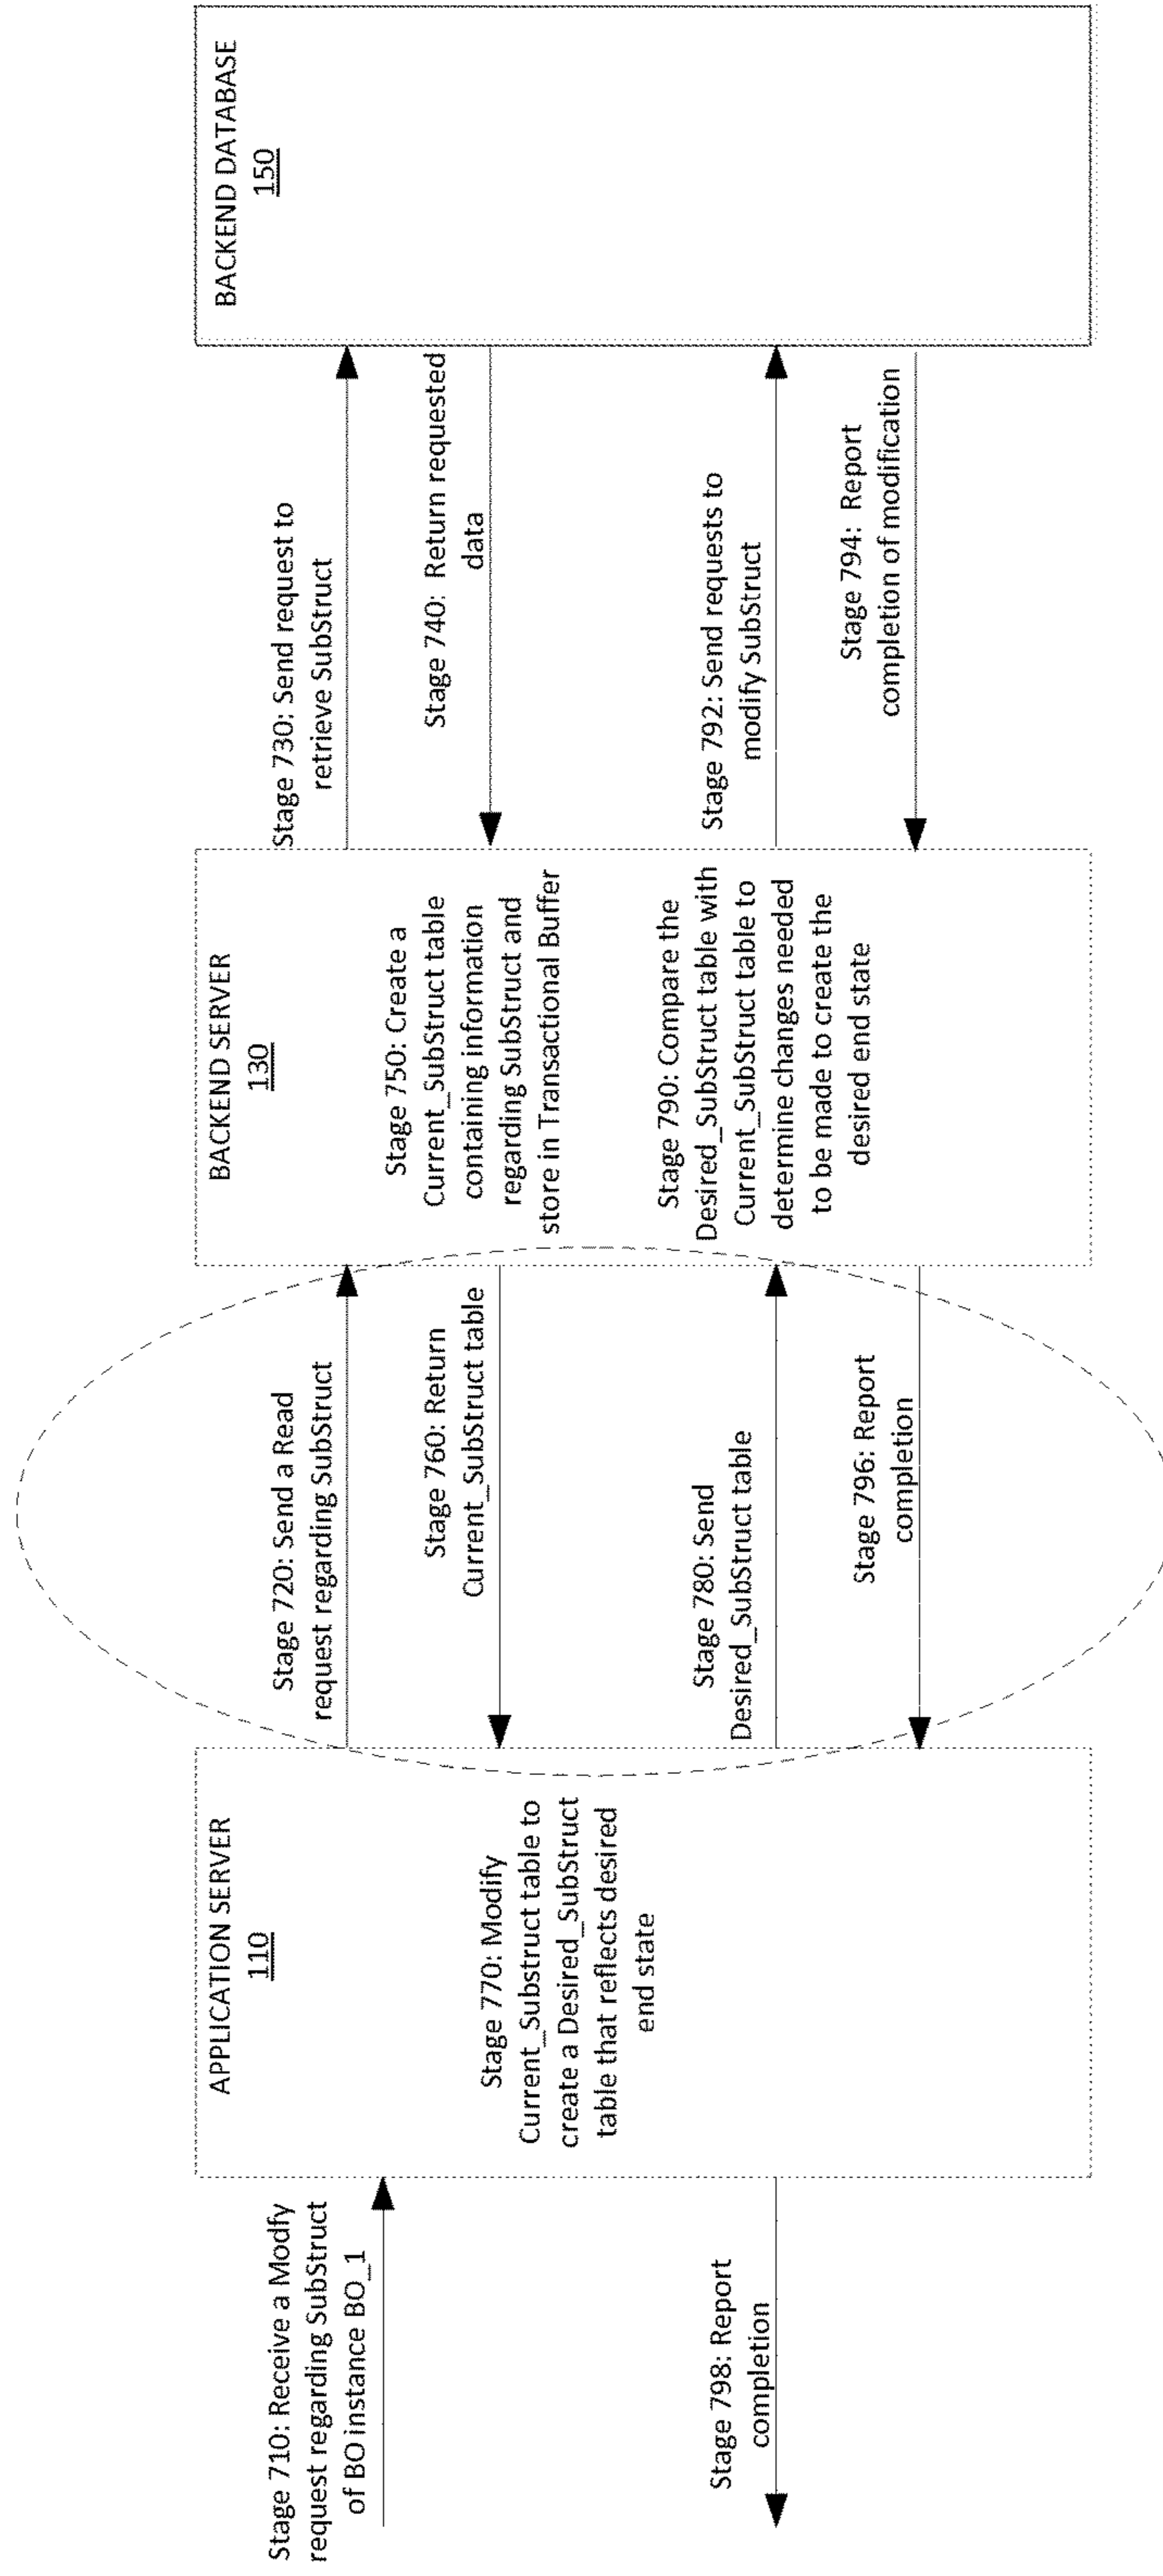 Stage 710: Receive a Modfy
request regarding SubStruct
of BO instance BO_1
Stage 798: Report
completion
APPLICATION SERVER
110
Stage 770: Modify
Current_Substruct table to
create a Desired_SubStruct
table that reflects desired
end state
Stage 720: Send a Read
request regarding SubStruct
Stage 760: Return
Current_SubStruct table
Stage 780: Send
Desired_SubStruct table
Stage 796: Report
completion
BACKEND SERVER
130
Stage 750: Create a
Current_SubStruct table
containing information
regarding SubStruct and
store in Transactional Buffer
Stage 790: Compare the
Desired_SubStruct table with
Current_SubStruct table to
determine changes needed
to be made to create the
desired end state
Stage 730: Send request to
retrieve SubStruct
Stage 740: Return requested
data
Stage 792: Send requests to
modify SubStruct
Stage 794: Report
completion of modification
BACKEND DATABASE
150